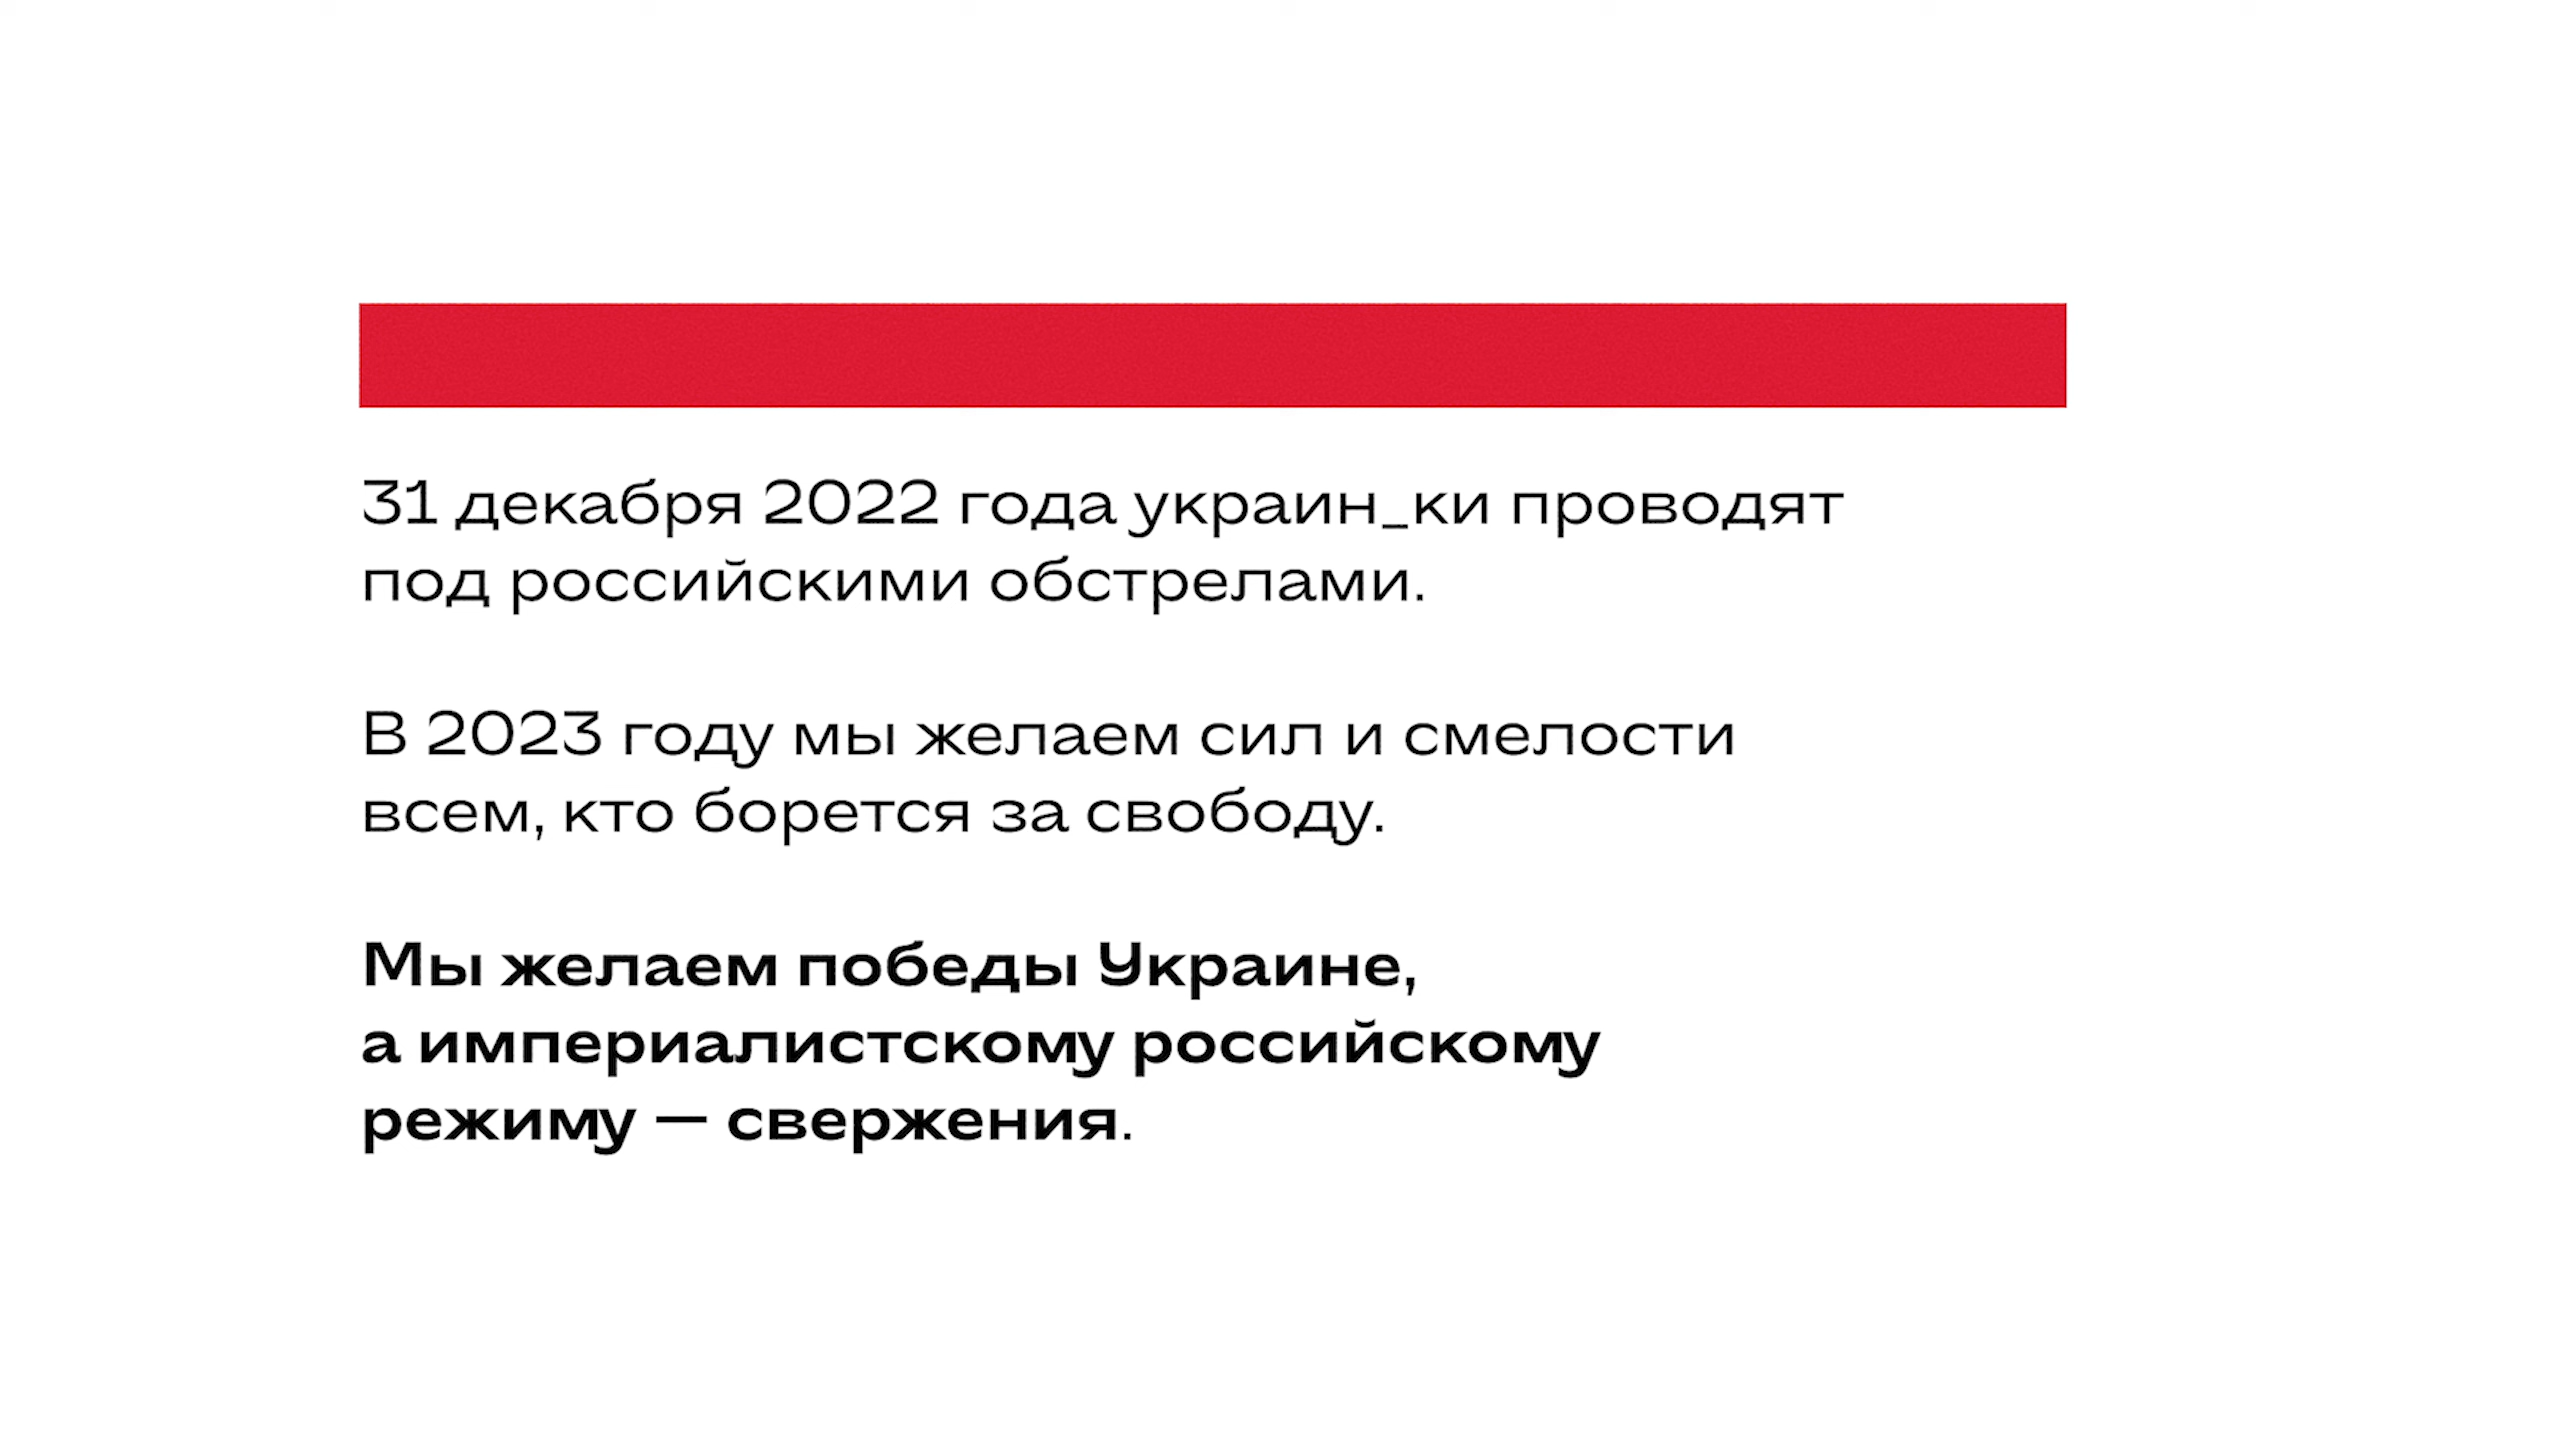 31 декабря 2022 года украин_ки проводят
под российскими обстрелами.
В 2023 году мы желаем сил и смелости
всем, кто борется за свободу.
Мы желаем победы Украине,
а империалистскому российскому
режиму — свержения.